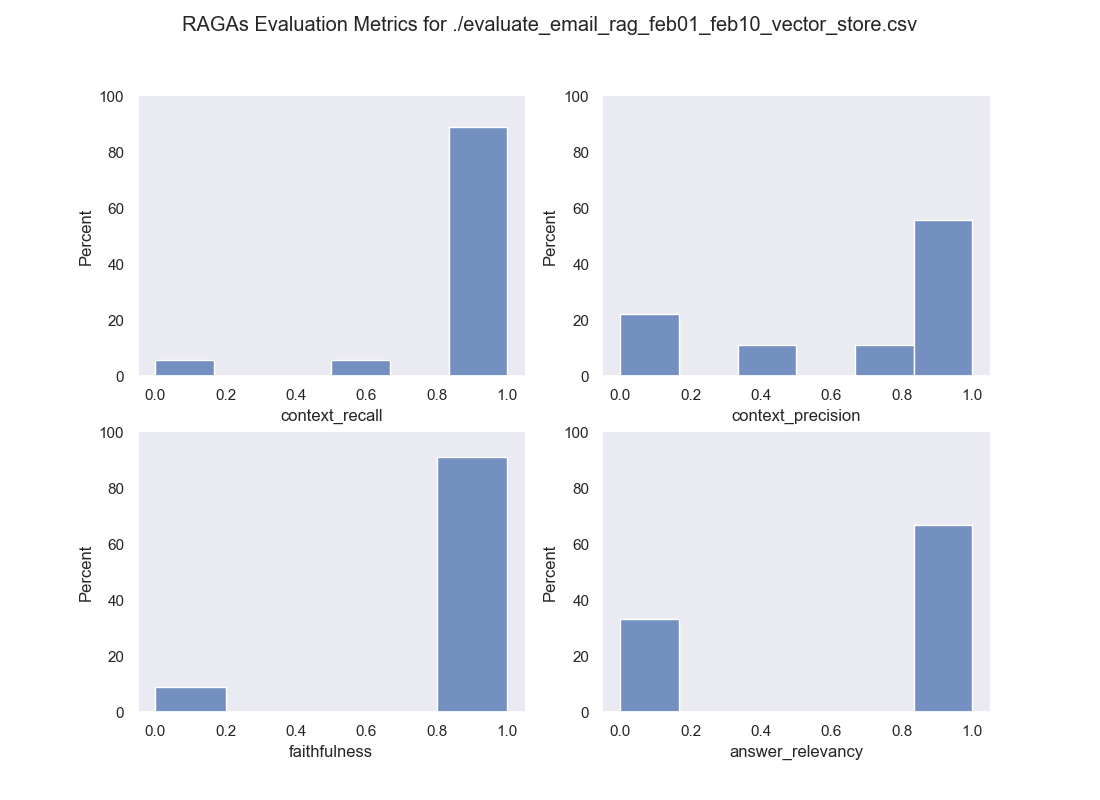 RAGAs Evaluation Metrics for ./evaluate_email_rag_feb01_feb10_vector_store.csv
100
80
60
40
20
0
Percent
0.0 0.2 0.4 0.6 0.8 1.0
context_recall
100
80
60
40
20
0
Percent
0.0 0.2 0.4 0.6 0.8 1.0
context_precision
100
80
60
40
20
0
Percent
0.0 0.2 0.4 0.6 0.8 1.0
faithfulness
100
80
60
40
20
0
Percent
0.0 0.2 0.4 0.6 0.8 1.0
answer_relevancy